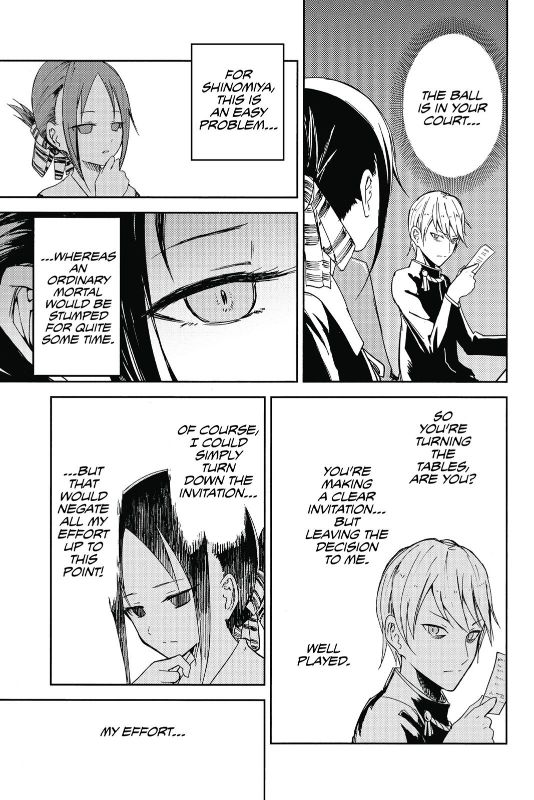 THE BALL
IS IN YOUR
COURT...
FOR
SHINOMIYA,
THIS IS
AN EASY
PROBLEM...
...WHEREAS
AN
ORDINARY
MORTAL
WOULD BE
STUMPED
FOR QUITE
SOME TIME.
SO
YOU'RE
TURNING
THE
TABLES,
ARE YOU?
YOU'RE
MAKING
A CLEAR
INVITATION...
BUT
LEAVING THE
DECISION
TO ME.
WELL
PLAYED.
OF COURSE,
I COULD
SIMPLY
TURN
DOWN THE
INVITATION...
...BUT
THAT
WOULD
NEGATE
ALL MY
EFFORT
UP TO
THIS
POINT!
MY EFFORT...